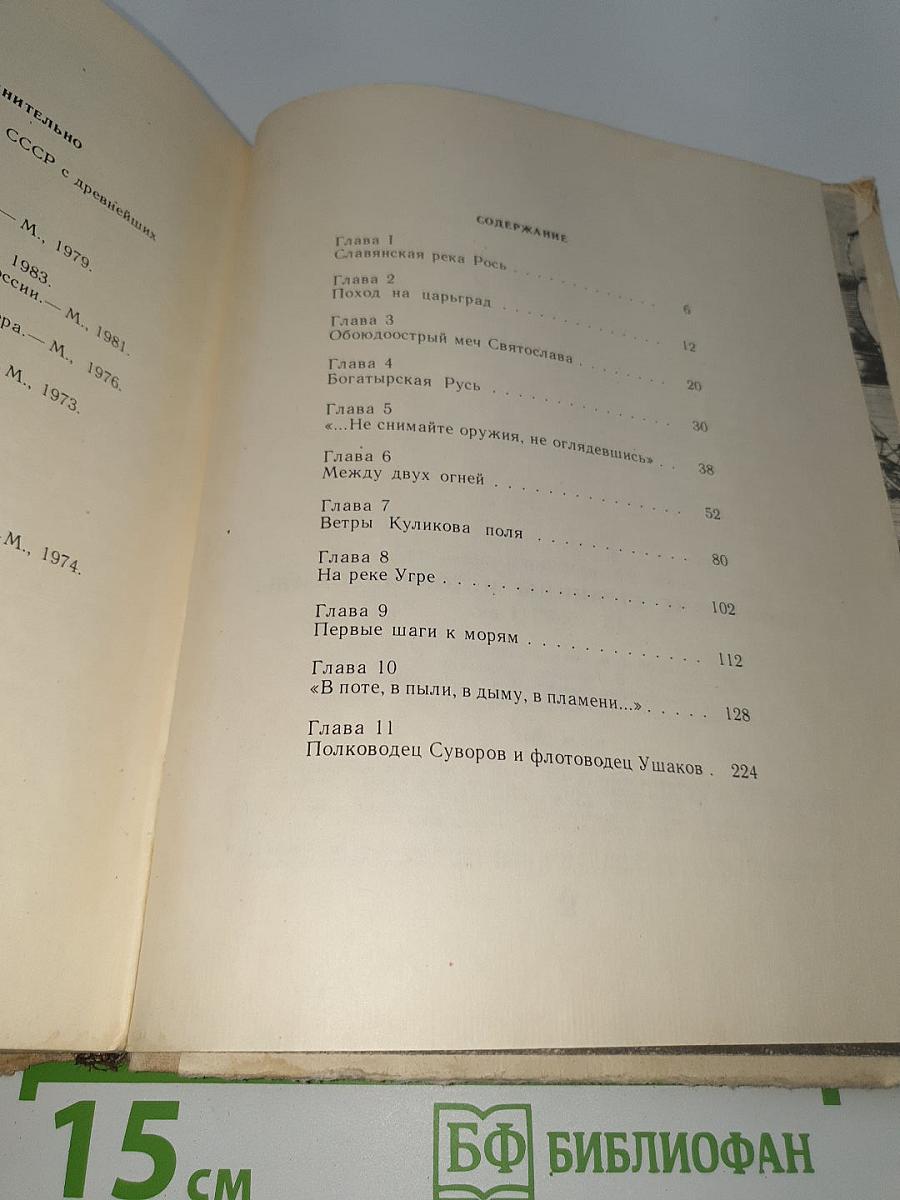 нительно
СССР с древнейших
— М., 1979.
1983.
оссии.— М., 1981.
ера.— М., 1976.
М., 1973.
-М., 1974.
СОДЕРЖАНИЕ
Глава 1
Славянская река Рось . . . . . . . . . . . . 6
Глава 2
Поход на царьград . . . . . . . . . . . . 12
Глава 3
Обоюдоострый меч Святослава . . . . . . . . 20
Глава 4
Богатырская Русь . . . . . . . . . . . . . 30
Глава 5
«...Не снимайте оружия, не оглядевшись» . . 38
Глава 6
Между двух огней . . . . . . . . . . . . . 52
Глава 7
Ветры Куликова поля . . . . . . . . . . . 80
Глава 8
На реке Угре . . . . . . . . . . . . . . . . . 102
Глава 9
Первые шаги к морям . . . . . . . . . . . . 112
Глава 10
«В поте, в пыли, в дыму, в пламени...» . . . . . 128
Глава 11
Полководец Суворов и флотоводец Ушаков . 224
15 см
БФ БИБЛИОФАН